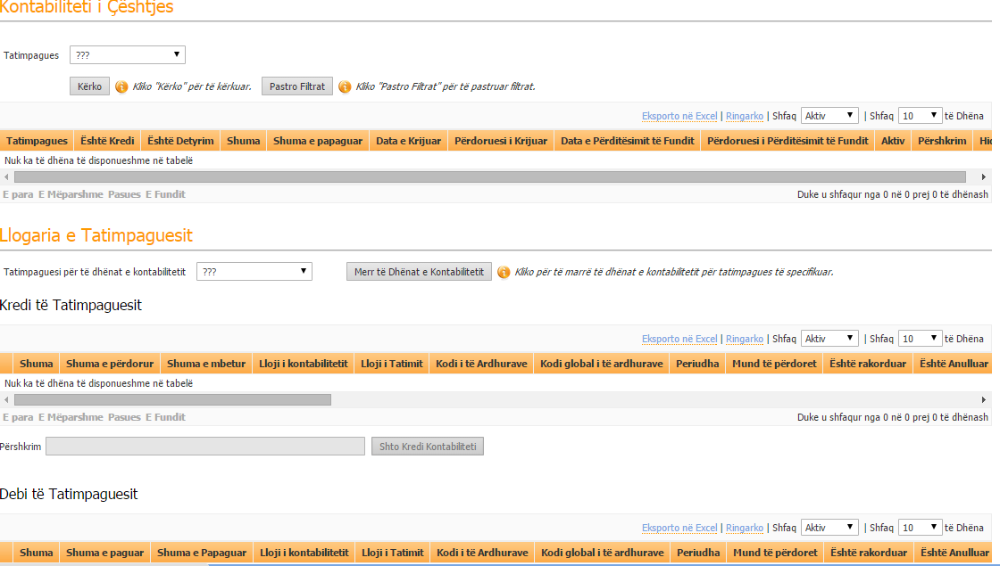 Kontabiliteti i Çështjes
Tatimpagues ???
Kërko Kliko "Kërko" për të kërkuar. Pastro Filtrat Kliko "Pastro Filtrat" për të pastruar filtrat.
Eksporto në Excel | Ringarko | Shfaq Aktiv | Shfaq 10 të Dhëna
Tatimpagues Është Kredi Është Detyrim Shuma Shuma e papaguar Data e Krijuar Përdoruesi i Krijuar Data e Përditësimit të Fundit Përdoruesi i Përditësimit të Fundit Aktiv Përshkrim
Nuk ka të dhëna të disponueshme në tabelë
E para E Mëparshme Pasues E Fundit Duke u shfaqur nga 0 në 0 prej 0 të dhënash
Llogaria e Tatimpaguesit
Tatimpaguesi për të dhënat e kontabilitetit ??? Merr të Dhënat e Kontabilitetit Kliko për të marrë të dhënat e kontabilitetit për tatimpagues të specifikuar.
Kredi të Tatimpaguesit
Eksporto në Excel | Ringarko | Shfaq Aktiv | Shfaq 10 të Dhëna
Shuma Shuma e përdorur Shuma e mbetur Lloji i kontabilitetit Lloji i Tatimit Kodi i të Ardhurave Kodi global i të ardhurave Periudha Mund të përdoret Është rakorduar Është Anulluar
Nuk ka të dhëna të disponueshme në tabelë
E para E Mëparshme Pasues E Fundit Duke u shfaqur nga 0 në 0 prej 0 të dhënash
Përshkrim Shto Kredi Kontabiliteti
Debi të Tatimpaguesit
Eksporto në Excel | Ringarko | Shfaq Aktiv | Shfaq 10 të Dhëna
Shuma Shuma e paguar Shuma e Papaguar Lloji i kontabilitetit Lloji i Tatimit Kodi i të Ardhurave Kodi global i të ardhurave Periudha Mund të përdoret Është rakorduar Është Anulluar